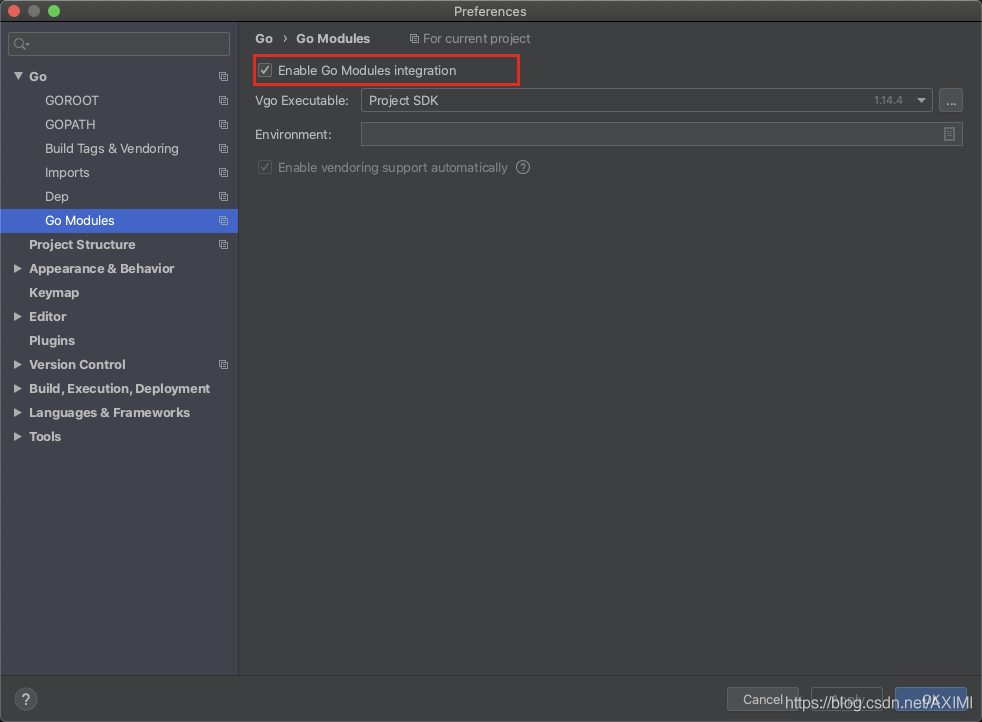 Preferences
Go › Go Modules For current project
Enable Go Modules integration
Vgo Executable: Project SDK 1.14.4 ...
Environment:
Enable vendoring support automatically ?
Go
GOROOT
GOPATH
Build Tags & Vendoring
Imports
Dep
Go Modules
Project Structure
Appearance & Behavior
Keymap
Editor
Plugins
Version Control
Build, Execution, Deployment
Languages & Frameworks
Tools
? Cancel Apply OK
https://blog.csdn.net/AXIMI